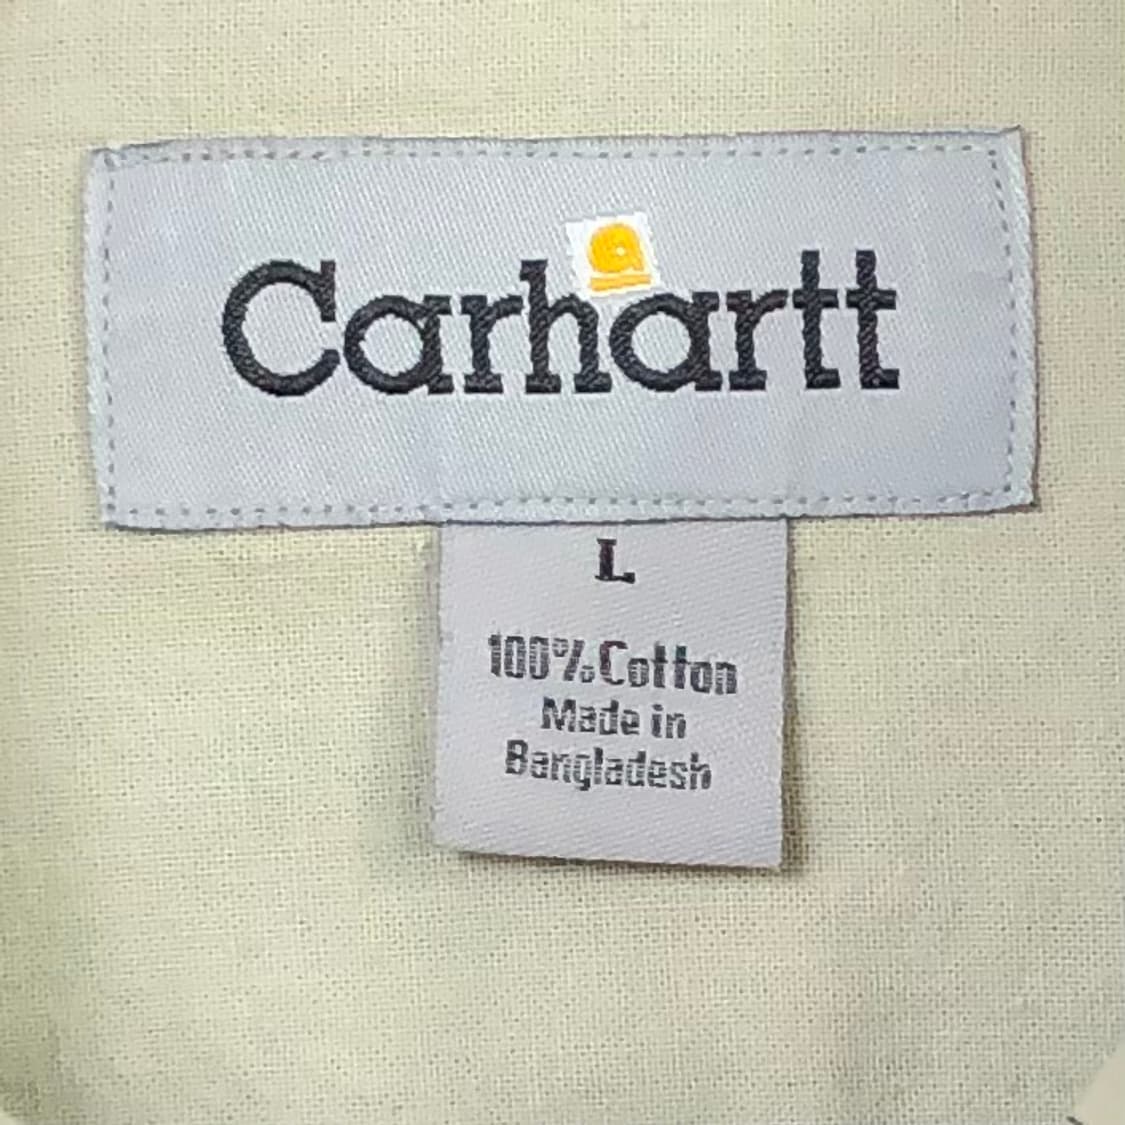 Carhartt
L
100% Cotton
Made in
Bangladesh